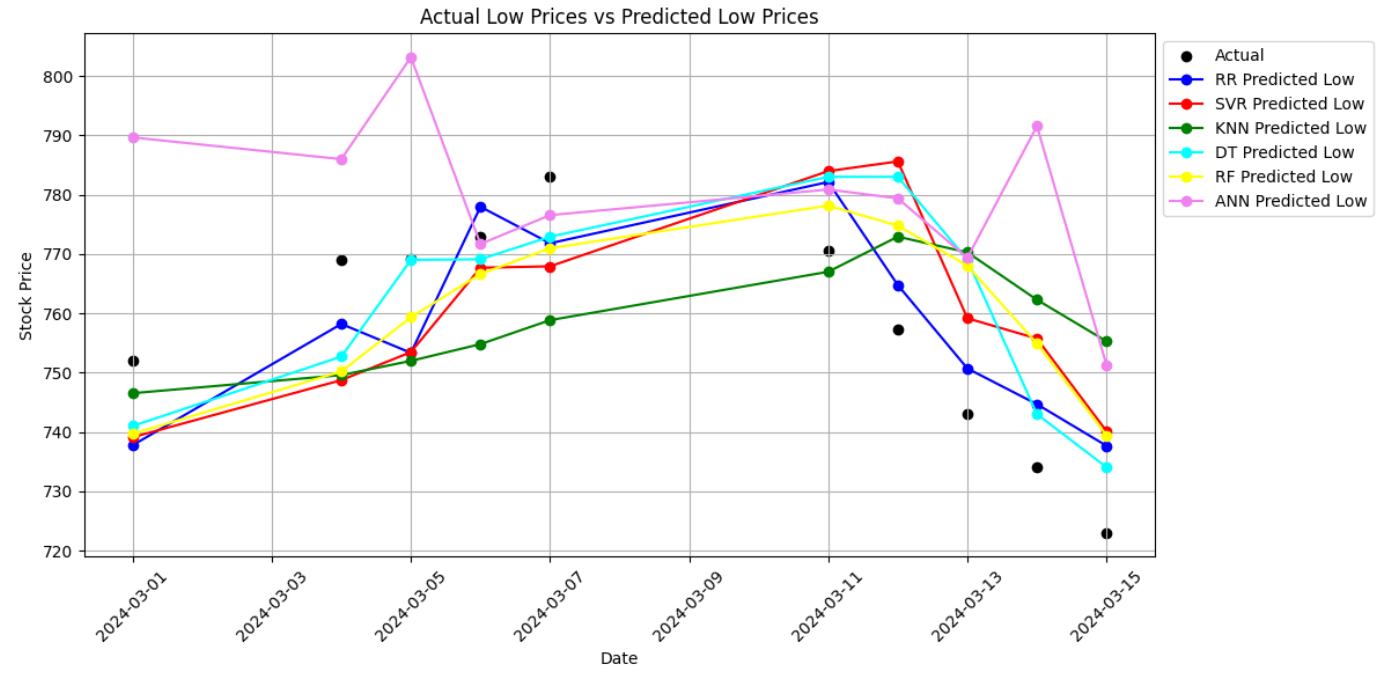 Actual Low Prices vs Predicted Low Prices
Actual
RR Predicted Low
SVR Predicted Low
KNN Predicted Low
DT Predicted Low
RF Predicted Low
ANN Predicted Low
Stock Price
800
790
780
770
760
750
740
730
720
2024-03-01
2024-03-03
2024-03-05
2024-03-07
2024-03-09
2024-03-11
2024-03-13
2024-03-15
Date